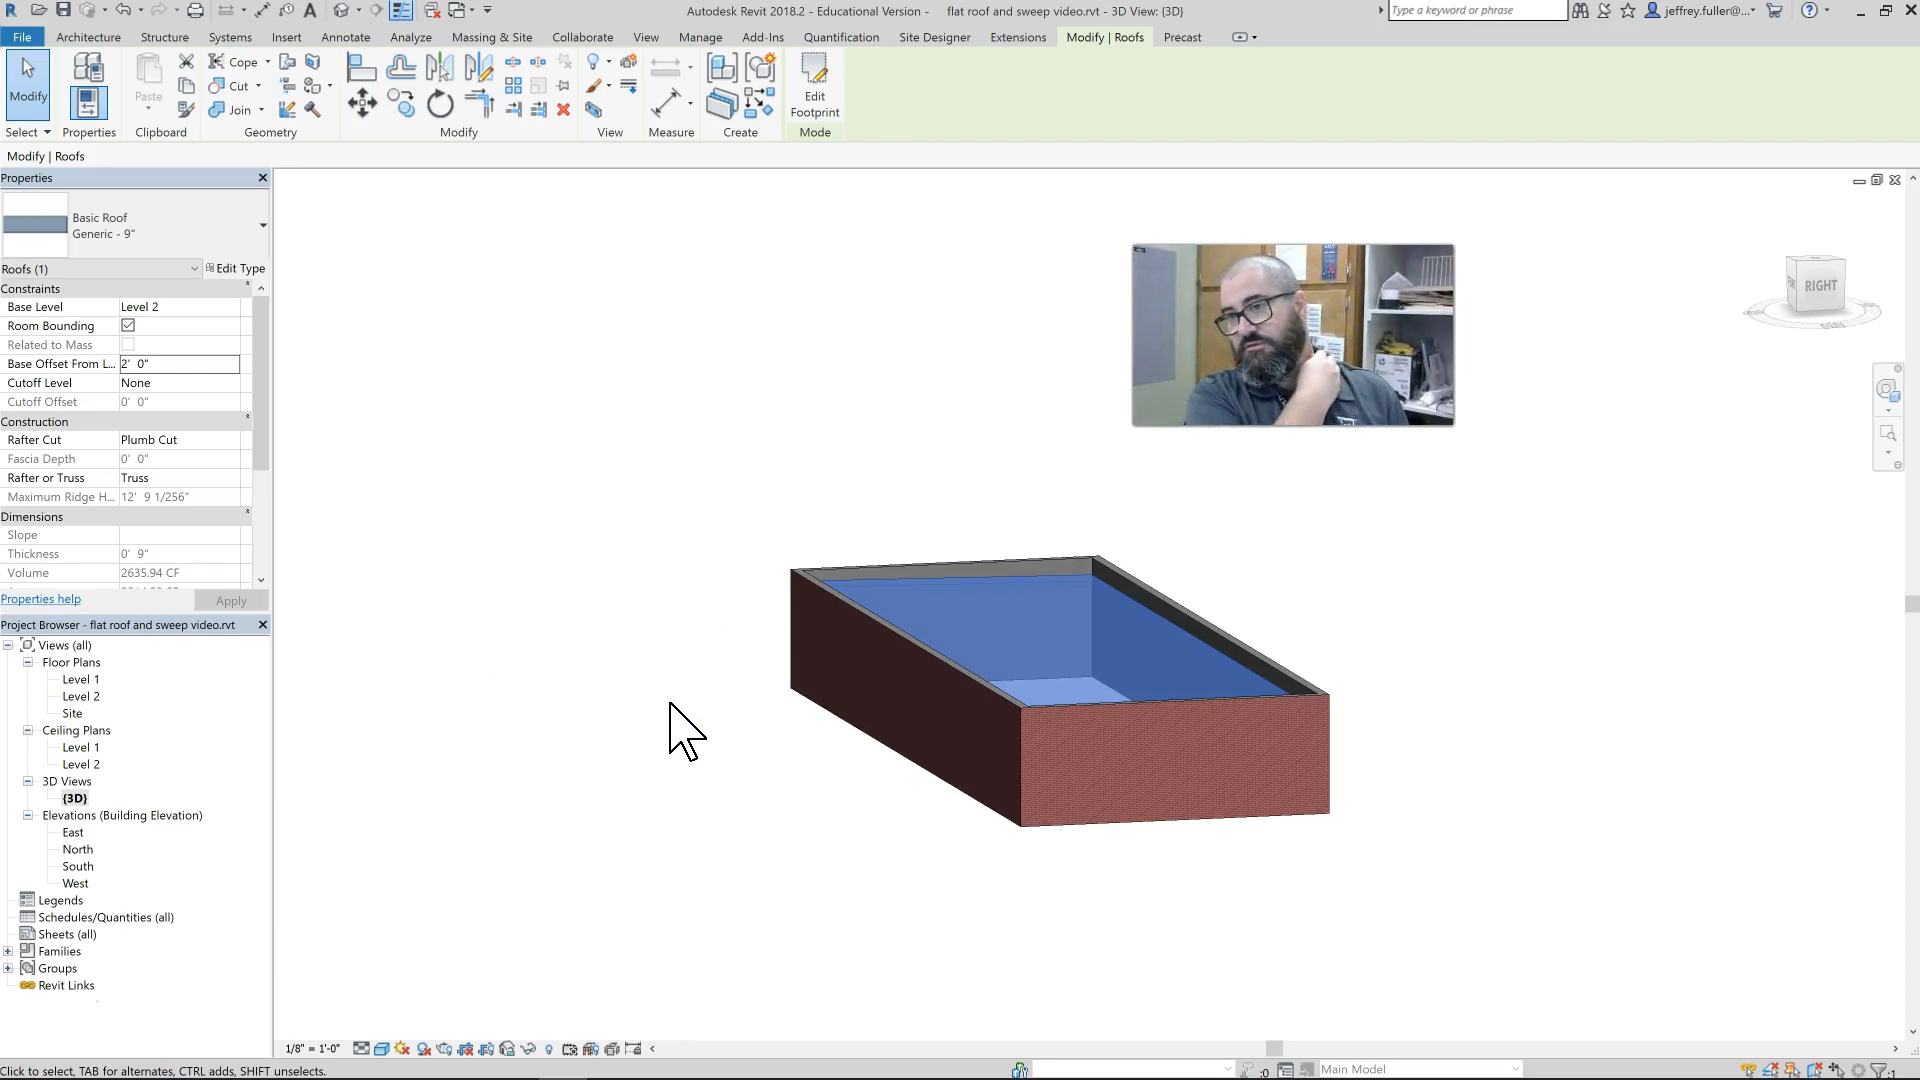 Autodesk Revit 2018.2 - Educational Version - flat roof and sweep video.rvt - 3D View: {3D}
Type a keyword or phrase
jeffrey.fuller@...
File Architecture Structure Systems Insert Annotate Analyze Massing & Site Collaborate View Manage Add-Ins Quantification Site Designer Extensions Modify | Roofs Precast
Modify
Paste
Cope
Cut
Join
Edit
Footprint
Select Properties Clipboard Geometry Modify View Measure Create Mode
Modify | Roofs
Properties
Basic Roof
Generic - 9"
Roofs (1) Edit Type
Constraints
Base Level Level 2
Room Bounding
Related to Mass
Base Offset From L... 2' 0"
Cutoff Level None
Cutoff Offset 0' 0"
Construction
Rafter Cut Plumb Cut
Fascia Depth 0' 0"
Rafter or Truss Truss
Maximum Ridge H... 12' 9 1/256"
Dimensions
Slope
Thickness 0' 9"
Volume 2635.94 CF
Properties help Apply
Project Browser - flat roof and sweep video.rvt
Views (all)
Floor Plans
Level 1
Level 2
Site
Ceiling Plans
Level 1
Level 2
3D Views
{3D}
Elevations (Building Elevation)
East
North
South
West
Legends
Schedules/Quantities (all)
Sheets (all)
Families
Groups
Revit Links
RIGHT
1/8" = 1'-0"
Click to select, TAB for alternates, CTRL adds, SHIFT unselects.
:0
Main Model
:1